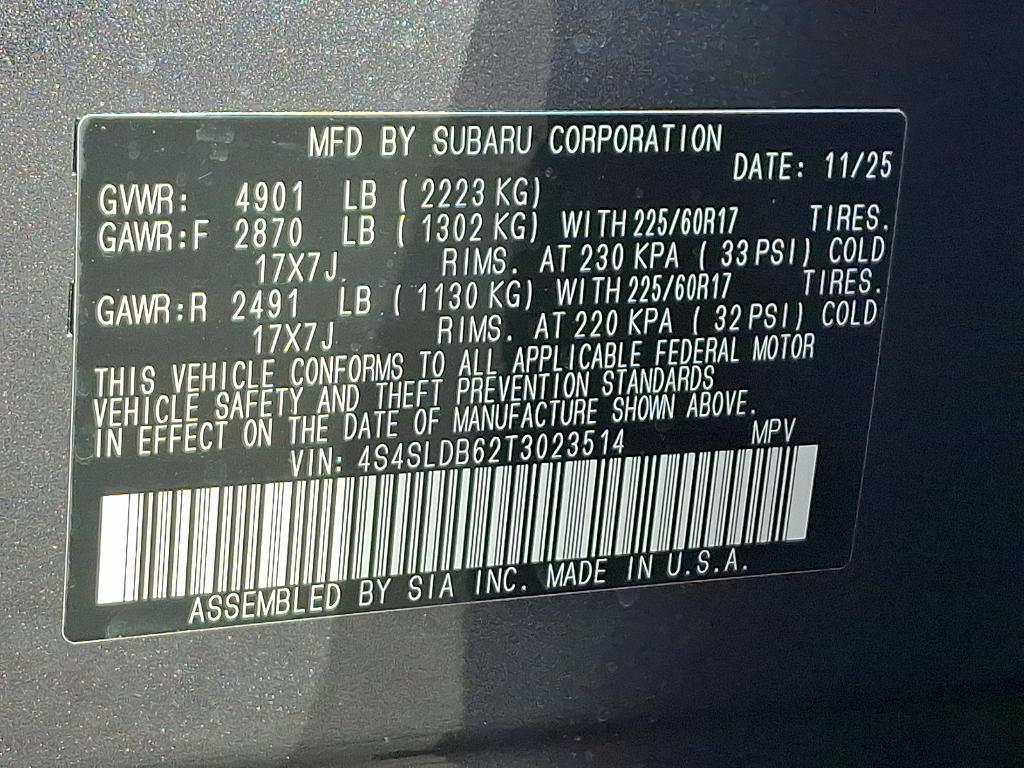 MFD BY SUBARU CORPORATION
DATE: 11/25
GVWR: 4901 LB ( 2223 KG)
GAWR:F 2870 LB ( 1302 KG) WITH 225/60R17 TIRES.
17X7J RIMS. AT 230 KPA ( 33 PSI) COLD
GAWR:R 2491 LB ( 1130 KG) WITH 225/60R17 TIRES.
17X7J RIMS. AT 220 KPA ( 32 PSI) COLD
THIS VEHICLE CONFORMS TO ALL APPLICABLE FEDERAL MOTOR
VEHICLE SAFETY AND THEFT PREVENTION STANDARDS
IN EFFECT ON THE DATE OF MANUFACTURE SHOWN ABOVE.
VIN: 4S4SLDB62T3023514 MPV
ASSEMBLED BY SIA INC. MADE IN U.S.A.